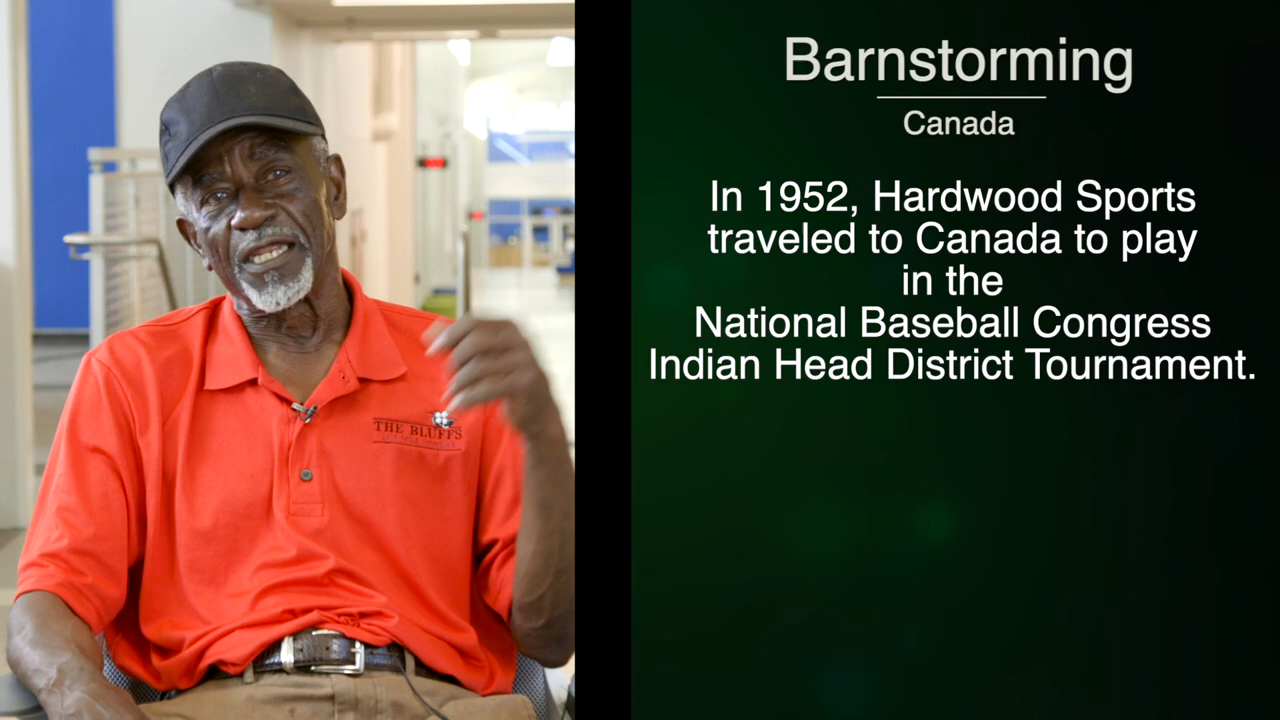 Barnstorming
Canada
In 1952, Hardwood Sports
traveled to Canada to play
in the
National Baseball Congress
Indian Head District Tournament.
THE BLUFFS